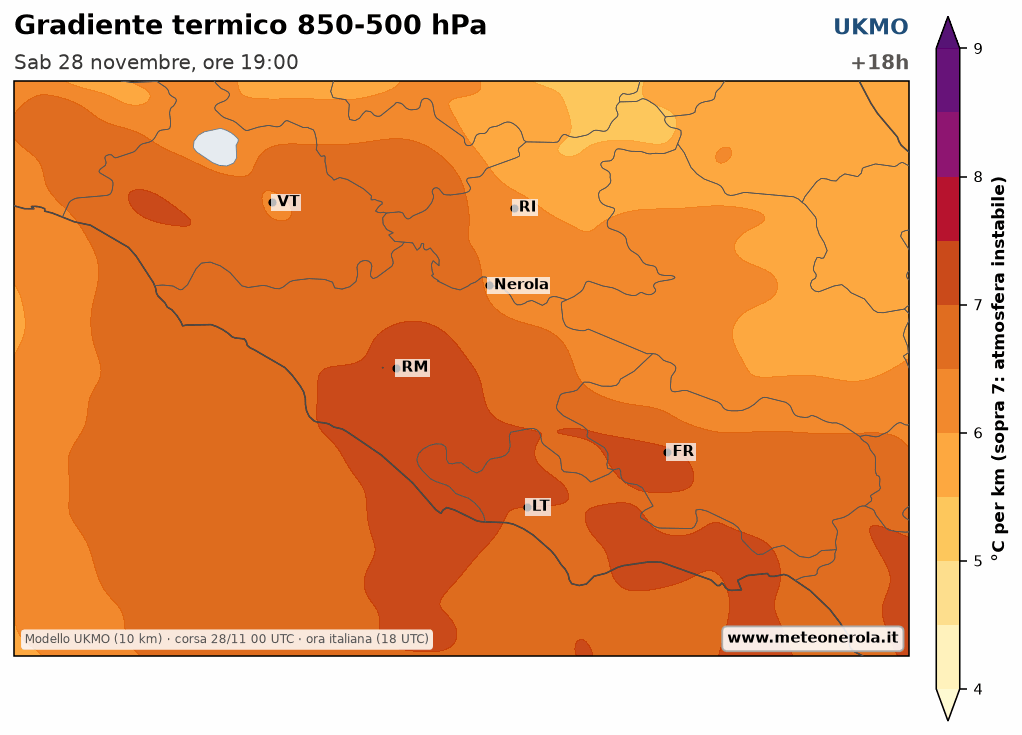 Gradiente termico 850-500 hPa
UKMO
Sab 28 novembre, ore 19:00
+18h
9
8
7
6
5
4
°C per km (sopra 7: atmosfera instabile)
VT
RI
Nerola
RM
FR
LT
Modello UKMO (10 km) · corsa 28/11 00 UTC · ora italiana (18 UTC)
www.meteonerola.it